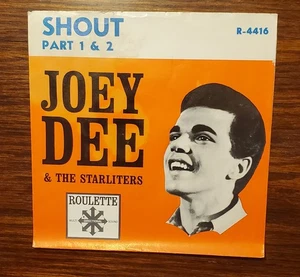 SHOUT
PART 1 & 2
R-4416
JOEY
DEE
& THE STARLITERS
ROULETTE